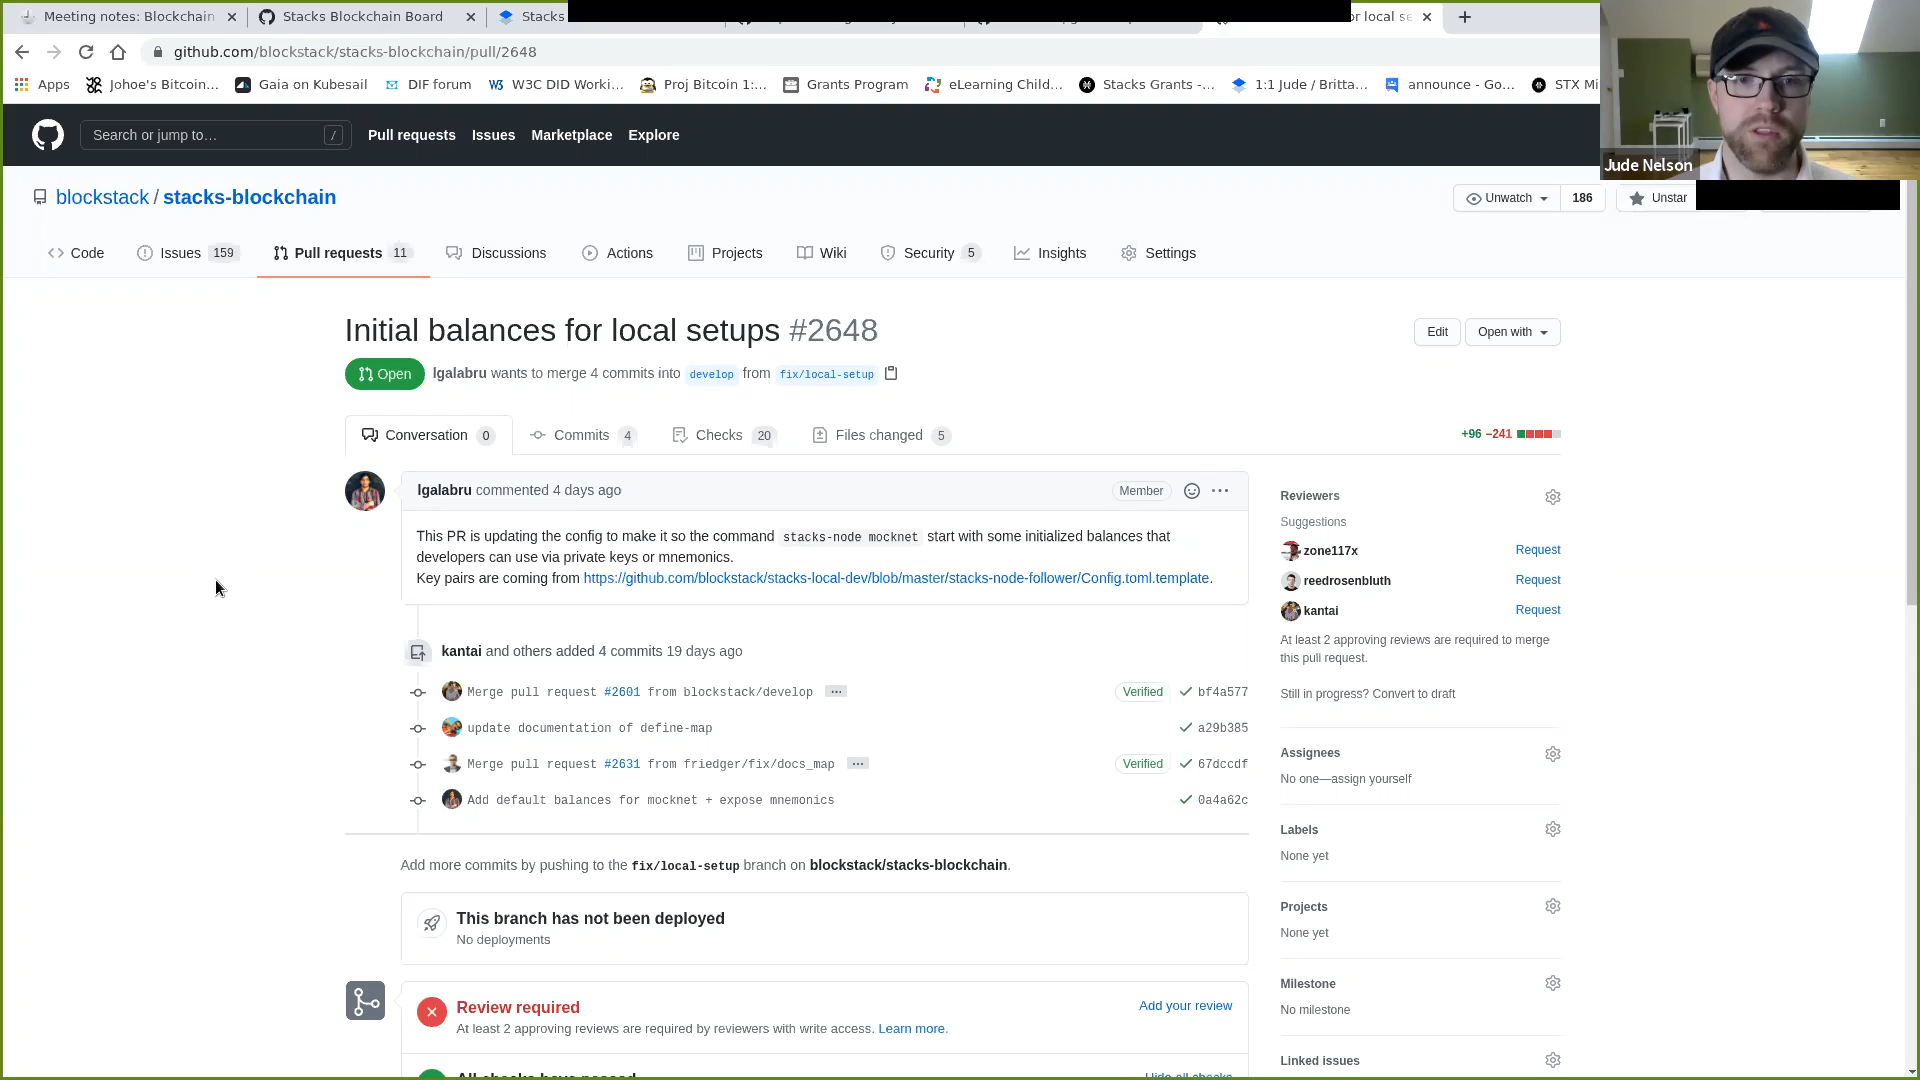 Meeting notes: Blockchain
Stacks Blockchain Board
Stacks
or local se
github.com/blockstack/stacks-blockchain/pull/2648
Apps
Johoe's Bitcoin...
Gaia on Kubesail
DIF forum
W3C DID Worki...
Proj Bitcoin 1:...
Grants Program
eLearning Child...
Stacks Grants -...
1:1 Jude / Britta...
announce - Go...
STX Mi
Search or jump to...
/
Pull requests
Issues
Marketplace
Explore
Jude Nelson
blockstack / stacks-blockchain
Unwatch
186
Unstar
Code
Issues 159
Pull requests 11
Discussions
Actions
Projects
Wiki
Security 5
Insights
Settings
Initial balances for local setups #2648
Edit
Open with
Open
lgalabru wants to merge 4 commits into develop from fix/local-setup
Conversation 0
Commits 4
Checks 20
Files changed 5
+96 −241
lgalabru commented 4 days ago
Member
This PR is updating the config to make it so the command stacks-node mocknet start with some initialized balances that
developers can use via private keys or mnemonics.
Key pairs are coming from https://github.com/blockstack/stacks-local-dev/blob/master/stacks-node-follower/Config.toml.template.
kantai and others added 4 commits 19 days ago
Merge pull request #2601 from blockstack/develop ...
Verified
bf4a577
update documentation of define-map
a29b385
Merge pull request #2631 from friedger/fix/docs_map ...
Verified
67dccdf
Add default balances for mocknet + expose mnemonics
0a4a62c
Add more commits by pushing to the fix/local-setup branch on blockstack/stacks-blockchain.
This branch has not been deployed
No deployments
Review required
Add your review
At least 2 approving reviews are required by reviewers with write access. Learn more.
All checks have passed
Hide all checks
Reviewers
Suggestions
zone117x
Request
reedrosenbluth
Request
kantai
Request
At least 2 approving reviews are required to merge
this pull request.
Still in progress? Convert to draft
Assignees
No one—assign yourself
Labels
None yet
Projects
None yet
Milestone
No milestone
Linked issues